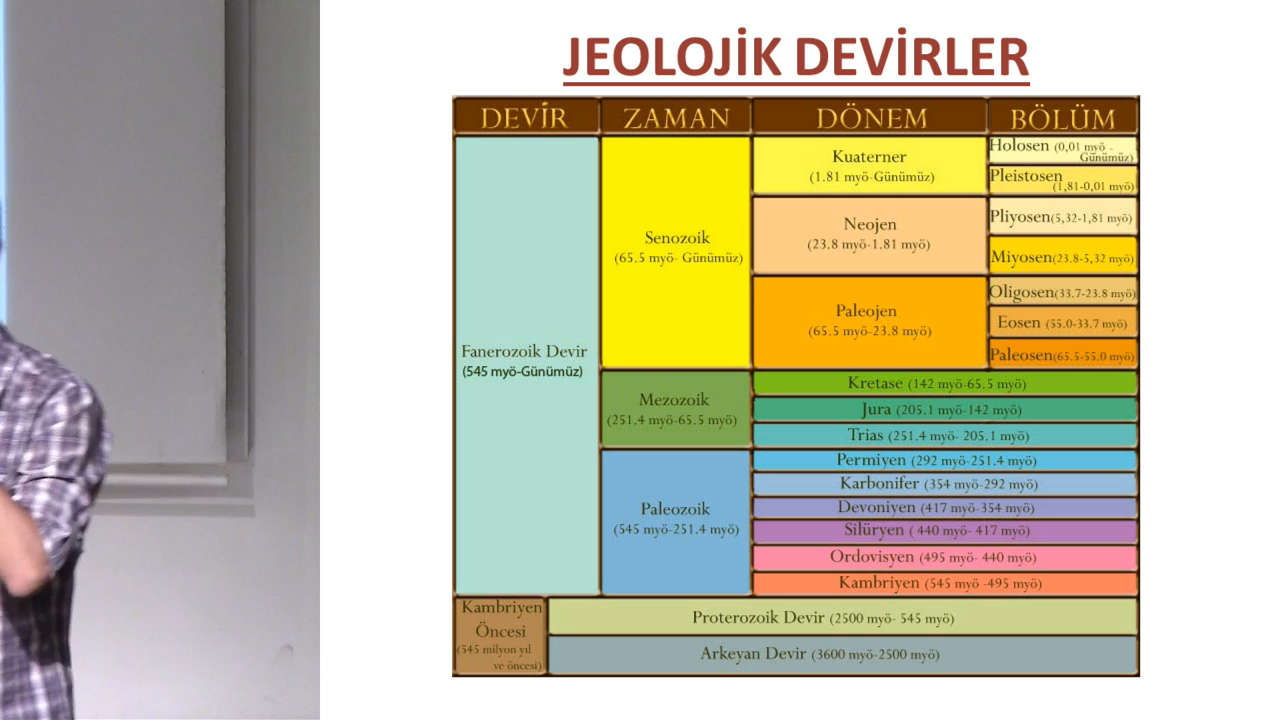 JEOLOJİK DEVİRLER
DEVİR ZAMAN DÖNEM BÖLÜM
Fanerozoik Devir
(545 myö-Günümüz)
Senozoik
(65.5 myö- Günümüz)
Kuaterner
(1.81 myö-Günümüz)
Holosen (0,01 myö -
Günümüz)
Pleistosen
(1,81-0,01 myö)
Neojen
(23.8 myö-1.81 myö)
Pliyosen(5,32-1,81 myö)
Miyosen(23.8-5,32 myö)
Paleojen
(65.5 myö-23.8 myö)
Oligosen(33.7-23.8 myö)
Eosen (55.0-33.7 myö)
Paleosen(65.5-55.0 myö)
Mezozoik
(251.4 myö-65.5 myö)
Kretase (142 myö-65.5 myö)
Jura (205.1 myö-142 myö)
Trias (251.4 myö- 205.1 myö)
Paleozoik
(545 myö-251.4 myö)
Permiyen (292 myö-251.4 myö)
Karbonifer (354 myö-292 myö)
Devoniyen (417 myö-354 myö)
Silüryen ( 440 myö- 417 myö)
Ordovisyen (495 myö- 440 myö)
Kambriyen (545 myö -495 myö)
Kambriyen
Öncesi
(545 milyon yıl
ve öncesi)
Proterozoik Devir (2500 myö- 545 myö)
Arkeyan Devir (3600 myö-2500 myö)